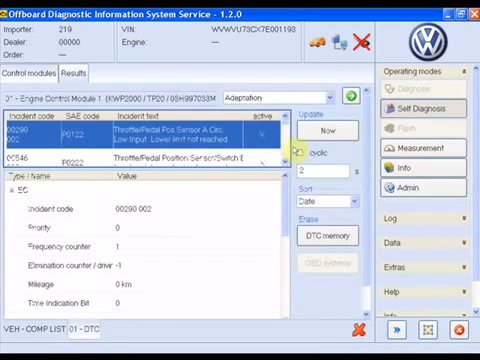 Offboard Diagnostic Information System Service - 1.2.0
Importer: 219
Dealer: 00000
Order: ---
VIN: WVWVU73CX7E001193
Engine: ---
Operating modes
Control modules Results
Diagnosis
01 - Engine Control Module 1 (KWP2000 / TP20 / 03H997033M Adeptatory
Self Diagnosis
Incident code SAE code Incident text active
Update
Flash
00290
002 P0122 Throttle/Pedal Pos.Sensor A Circ.
Low Input: Lower limit not reached X
Now
Measurement
cyclic
00546 P0222 Throttle/Pedal Position Sensor/Switch B
Info
Type / Name Value
2 s
Admin
EC
Sort
Incident code 00290 002
Date
Priority 0
Erase
Log
Frequency counter 1
DTC memory
Data
Elimination counter / drivir -1
OBD systems
Extras
Mileage 0 km
Help
Time Indication Bit 0
VEH - COMP LIST 01 - DTC